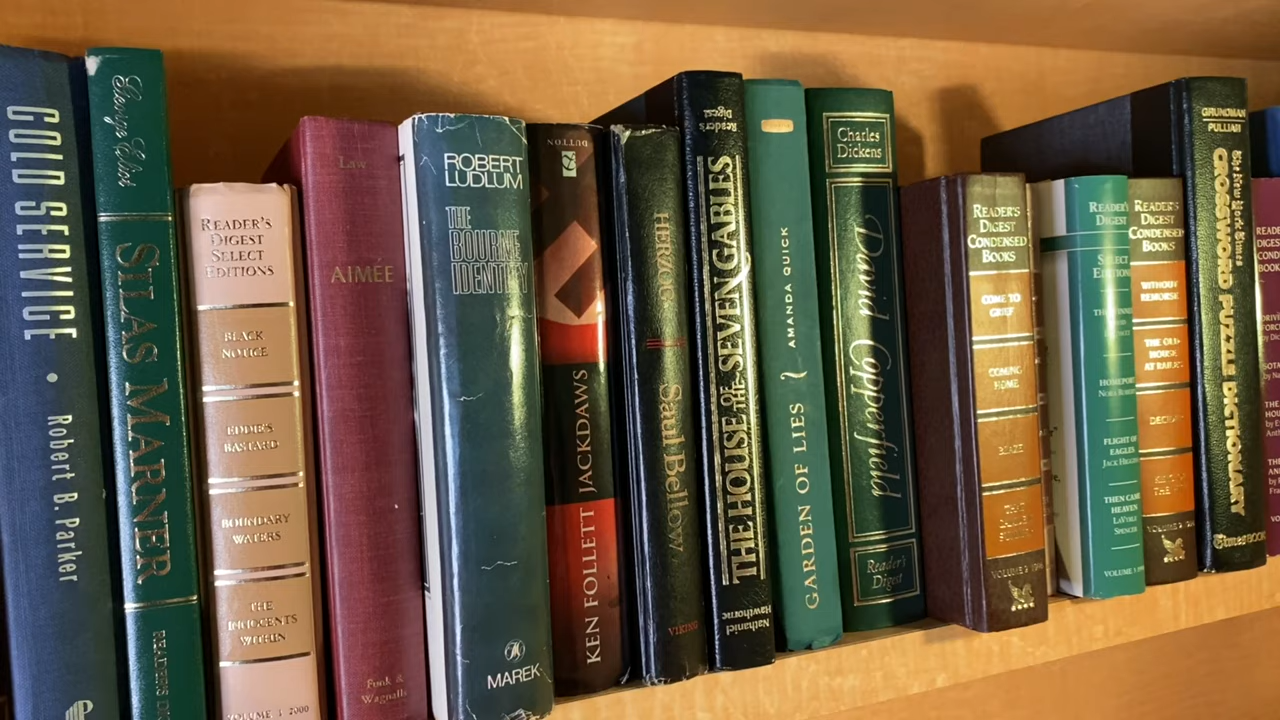 COLD SERVICE • Robert B. Parker
George Eliot
SILAS MARNER
READER'S
READER'S
DIGEST
SELECT
EDITIONS
BLACK
NOTICE
EDDIE'S
BASTARD
BOUNDARY
WATERS
THE
INNOCENTS
WITHIN
VOLUME 3 2000
Law
AIMÉE
Funk &
Wagnalls
ROBERT
LUDLUM
THE
BOURNE
IDENTITY
MAREK
DUTTON
KEN FOLLETT JACKDAWS
HERZOG
Saul Bellow
VIKING
Reader's
Digest
THE HOUSE OF THE SEVEN GABLES
Nathaniel
Hawthorne
GARDEN OF LIES AMANDA QUICK
Charles
Dickens
David Copperfield
Reader's
Digest
READER'S
DIGEST
CONDENSED
BOOKS
COME TO
GRIEF
COMING
HOME
BLAZE
THAT
READER'S
DIGEST
SELECT
EDITIONS
HOMEPORT
FLIGHT OF
EAGLES
JACK HIGGINS
THEN CAME
HEAVEN
LAVYRLE
SPENCER
READER'S
DIGEST
CONDENSED
BOOKS
WITHOUT
REMORSE
THE OLD
HOUSE
AT RAILES
GRUNDMAN
PULLIAM
The New York Times
CROSSWORD PUZZLE DICTIONARY
Times BOOKS